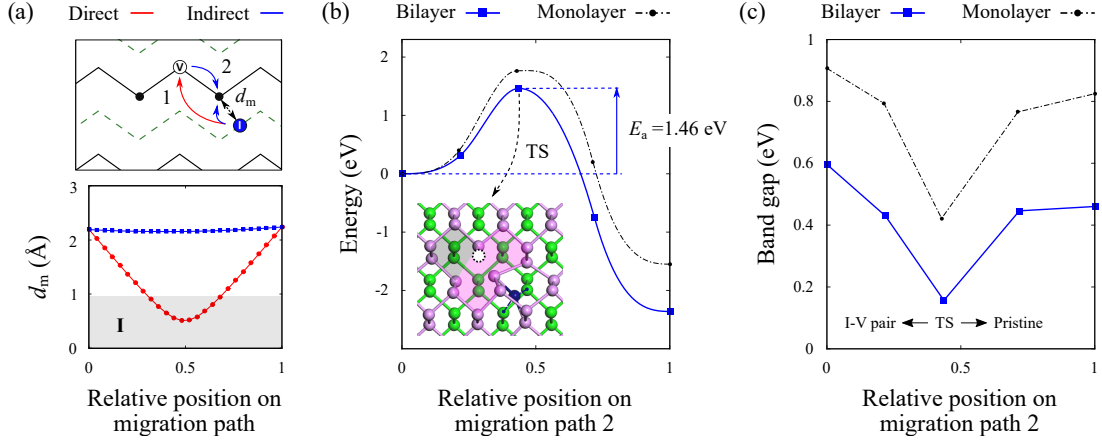 (a)
Direct
Indirect
V
2
1
dm
I
3
2
1
0
dm (Å)
I
0
0.5
1
Relative position on
migration path
(b)
Bilayer
Monolayer
2
1
0
-1
-2
Energy (eV)
Ea =1.46 eV
TS
0
0.5
1
Relative position on
migration path 2
(c)
Bilayer
Monolayer
1
0.8
0.6
0.4
0.2
0
Band gap (eV)
I-V pair
TS
Pristine
0
0.5
1
Relative position on
migration path 2